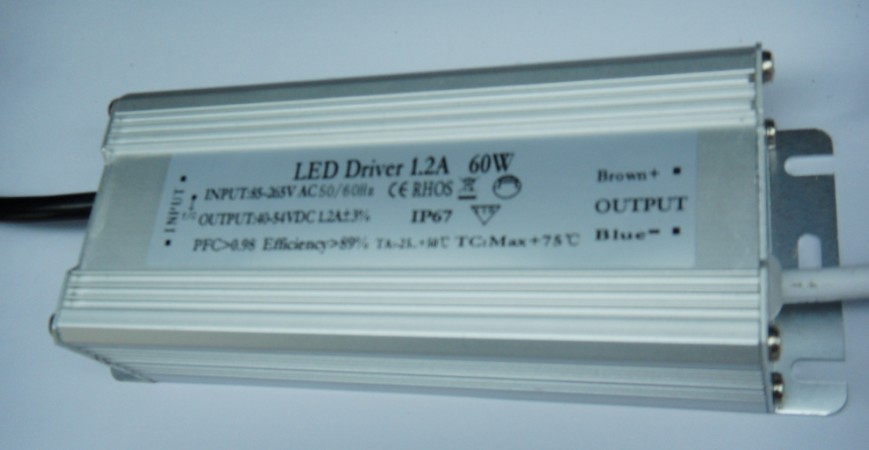 LED Driver 1.2A 60W
INPUT:85-265V AC 50/60Hz CE RHOS
OUTPUT:40-54VDC 1.2A±3% IP67
PFC>0.98 Efficiency>89% TC:Max+75℃
INPUT
Brown+
OUTPUT
Blue-